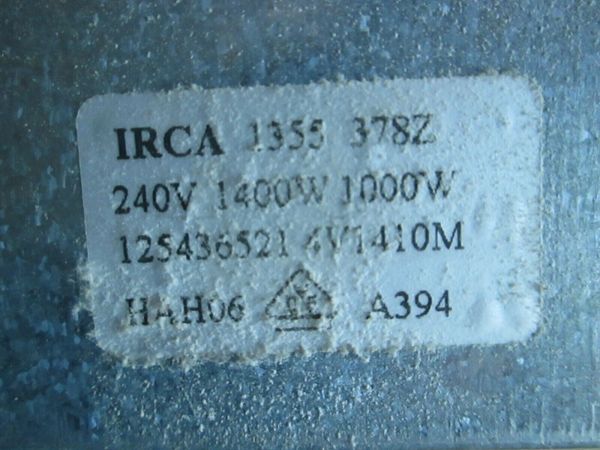 IRCA 1355 378Z
240V 1400W 1000W
125436521 4V1410M
HAH06 A394